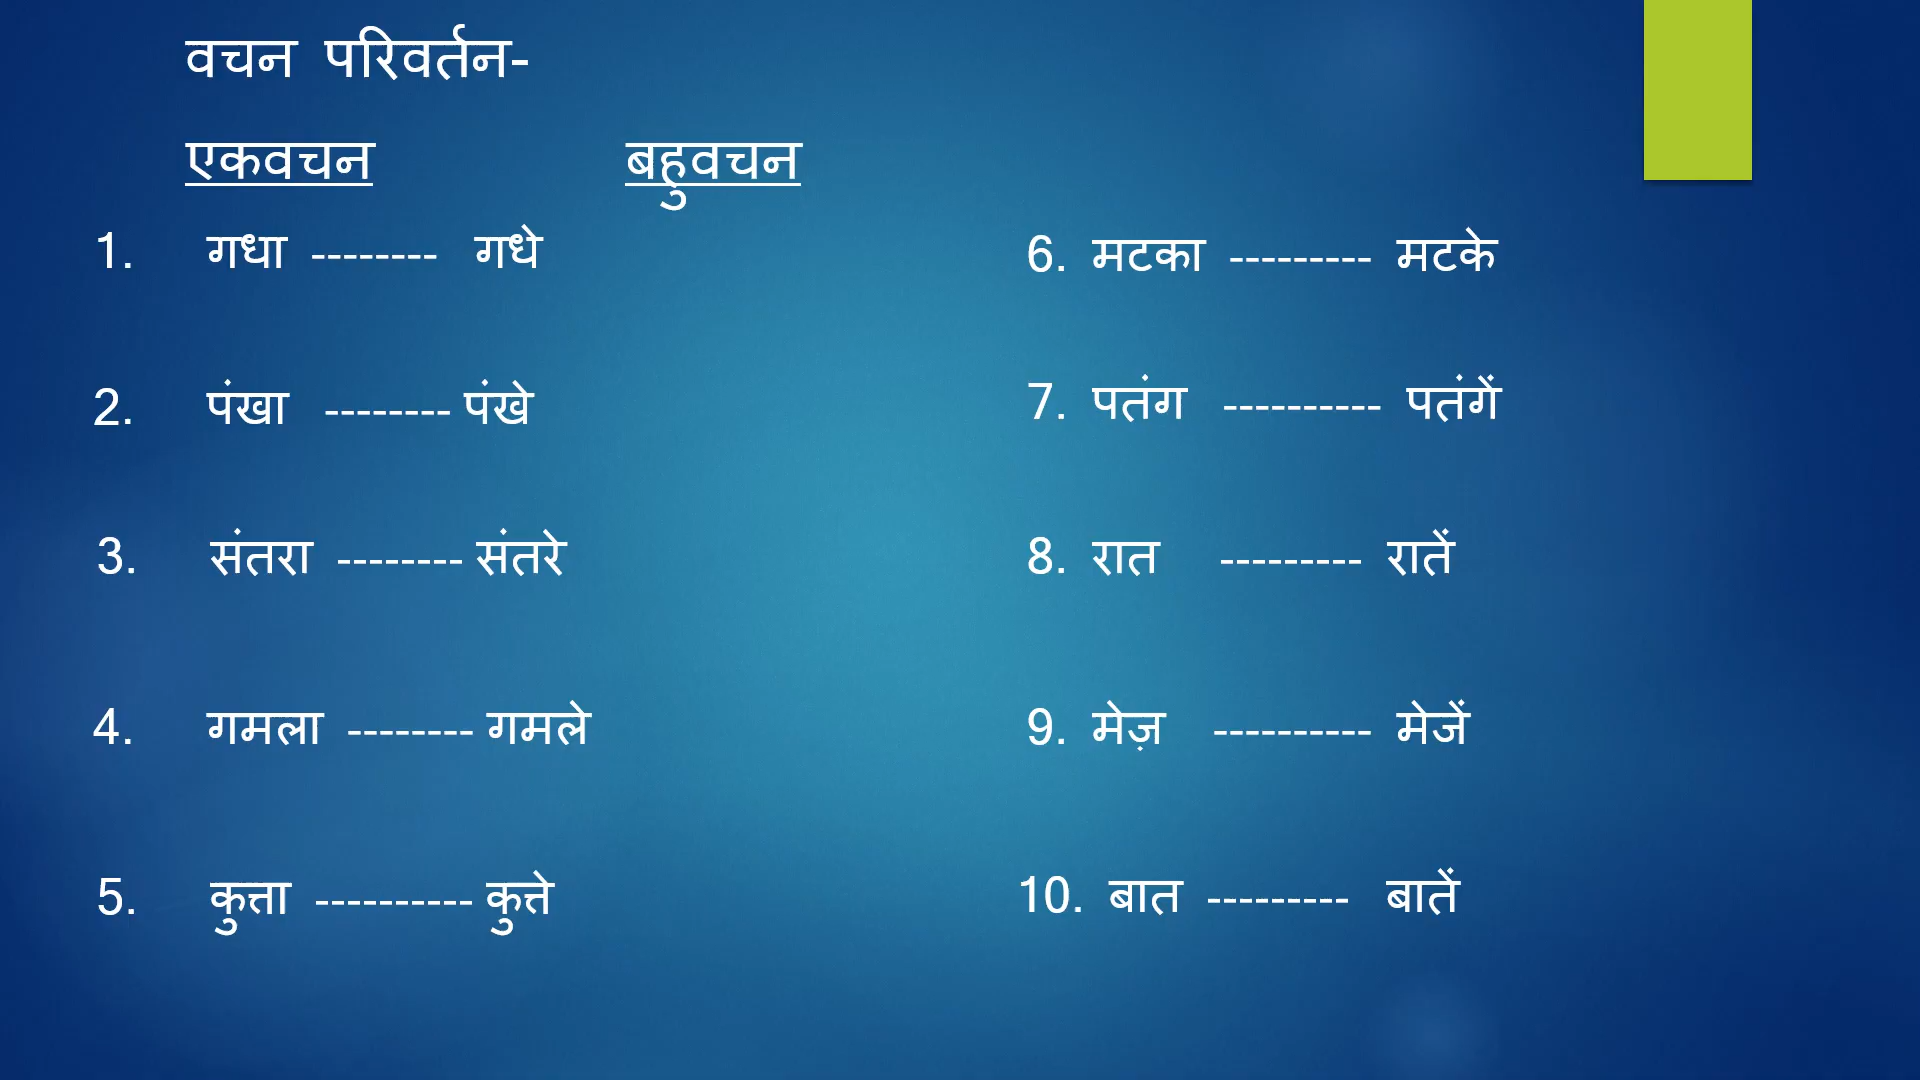 वचन परिवर्तन-
एकवचन बहुवचन
1. गधा -------- गधे
2. पंखा -------- पंखे
3. संतरा -------- संतरे
4. गमला -------- गमले
5. कुत्ता ---------- कुत्ते
6. मटका --------- मटके
7. पतंग ---------- पतंगें
8. रात --------- रातें
9. मेज़ ---------- मेजें
10. बात --------- बातें